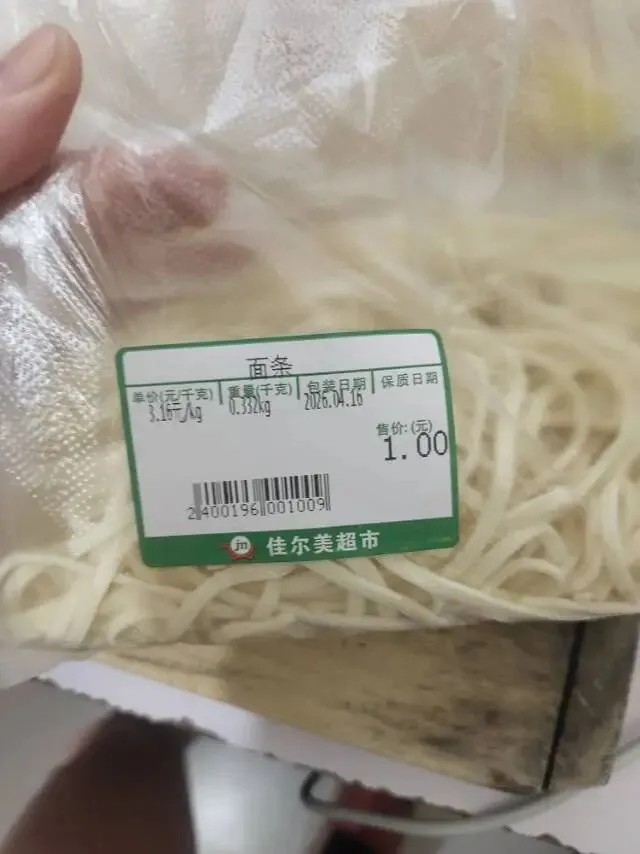 面条
单价(元/千克) 重量(千克) 包装日期 保质日期
3.16元/kg 0.332kg 2026.04.16
售价:(元)
1.00
2400196001009
jm 佳尔美超市